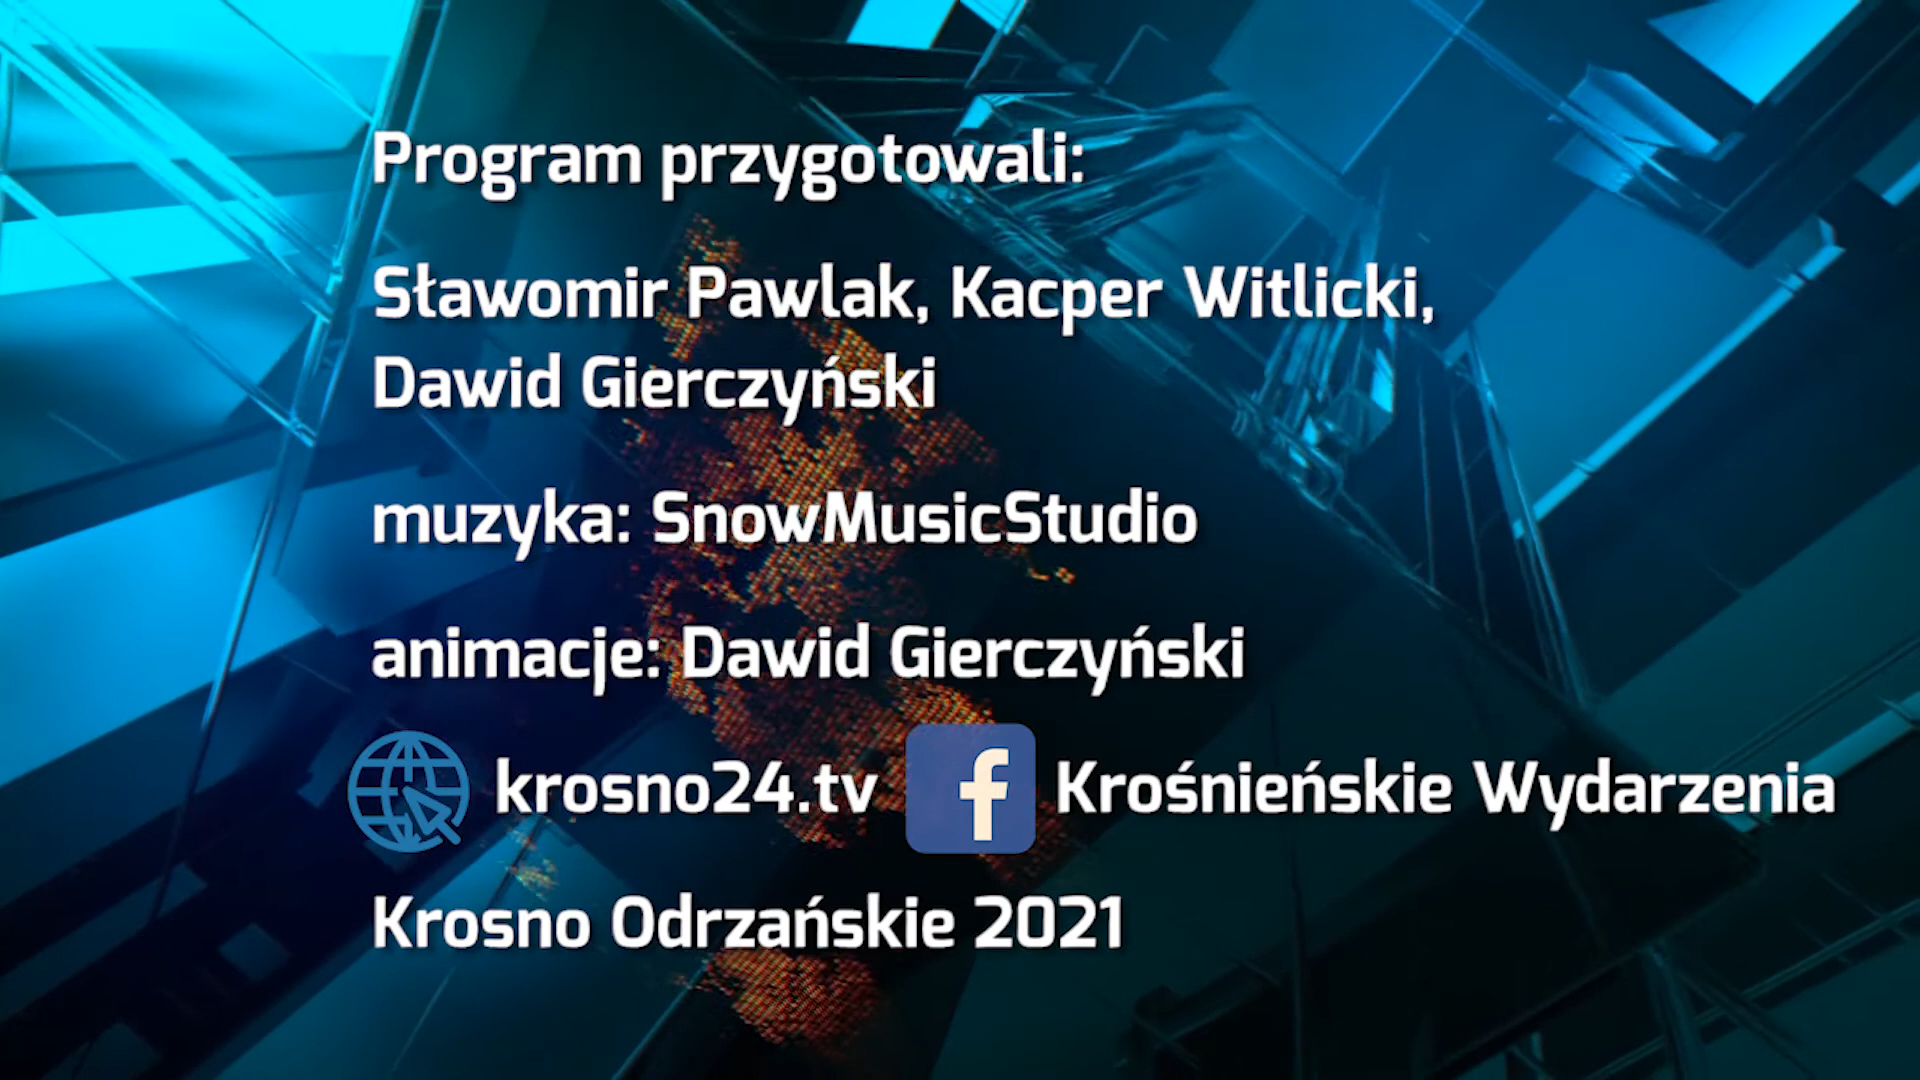 Program przygotowali:
Sławomir Pawlak, Kacper Witlicki,
Dawid Gierczyński
muzyka: SnowMusicStudio
animacje: Dawid Gierczyński
krosno24.tv f Krośnieńskie Wydarzenia
Krosno Odrzańskie 2021